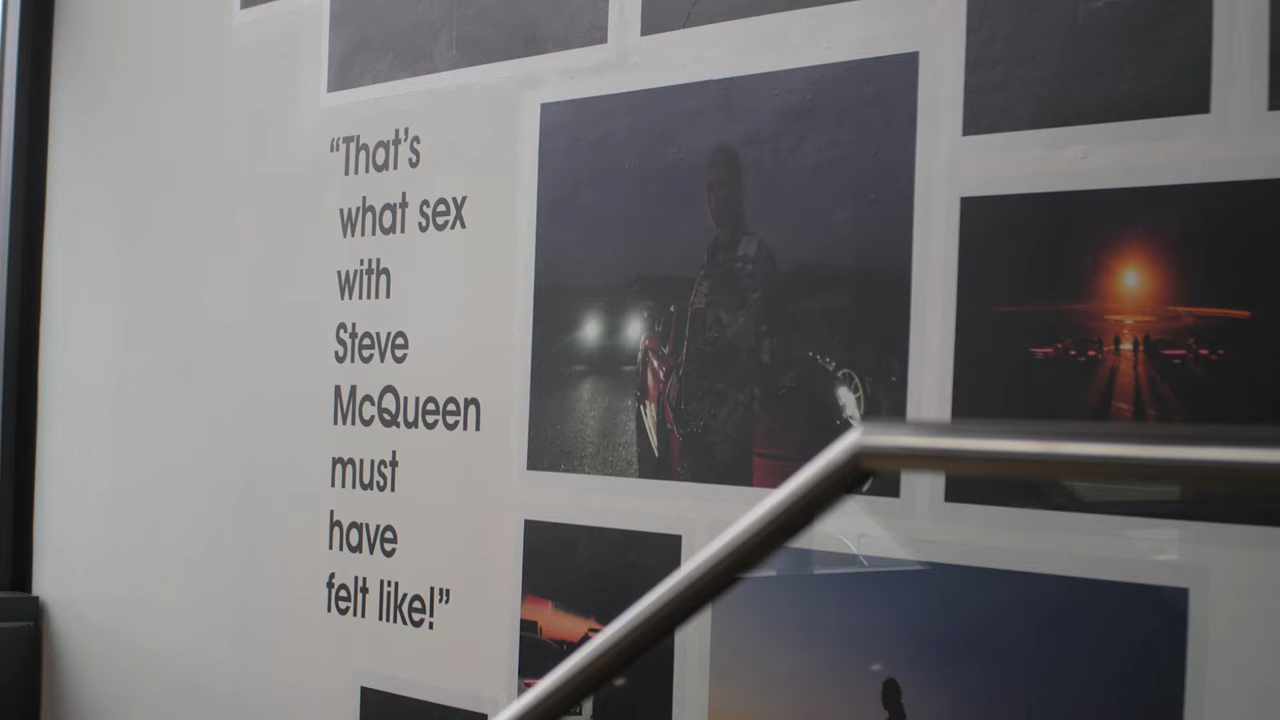 “That’s
what sex
with
Steve
McQueen
must
have
felt like!”